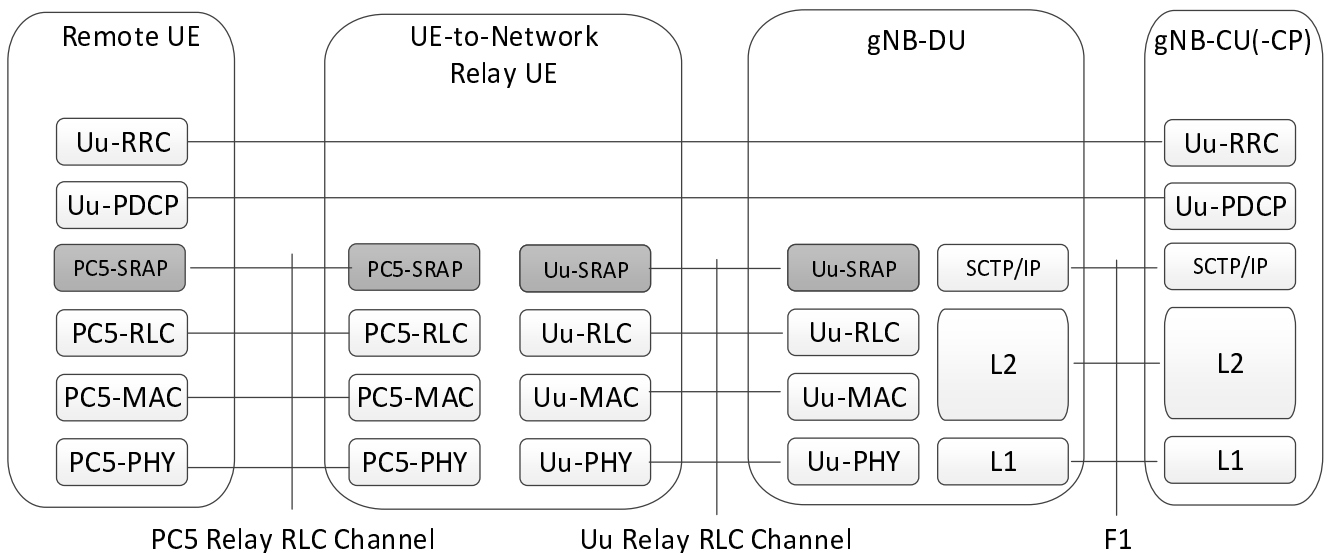 Remote UE
UE-to-Network
Relay UE
gNB-DU
gNB-CU(-CP)
Uu-RRC
Uu-RRC
Uu-PDCP
Uu-PDCP
PC5-SRAP
PC5-SRAP
Uu-SRAP
Uu-SRAP
SCTP/IP
SCTP/IP
PC5-RLC
PC5-RLC
Uu-RLC
Uu-RLC
L2
L2
PC5-MAC
PC5-MAC
Uu-MAC
Uu-MAC
PC5-PHY
PC5-PHY
Uu-PHY
Uu-PHY
L1
L1
PC5 Relay RLC Channel
Uu Relay RLC Channel
F1